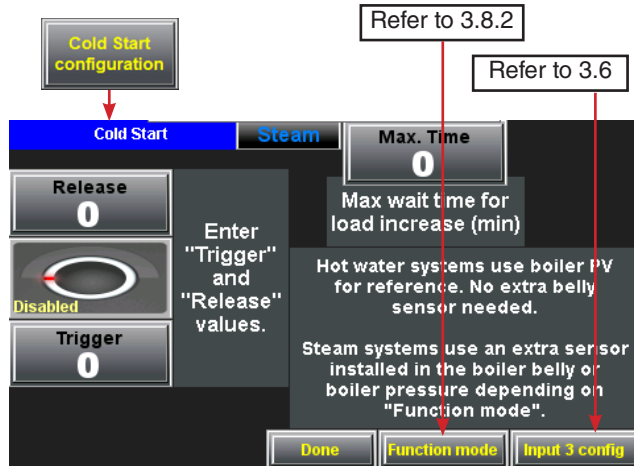 Refer to 3.8.2
Cold Start
configuration
Refer to 3.6
Cold Start
Steam
Max. Time
0
Release
0
Max wait time for
load increase (min)
Enter
"Trigger"
and
"Release"
values.
Disabled
Trigger
0
Hot water systems use boiler PV
for reference. No extra belly
sensor needed.
Steam systems use an extra sensor
installed in the boiler belly or
boiler pressure depending on
"Function mode".
Done
Function mode
Input 3 config